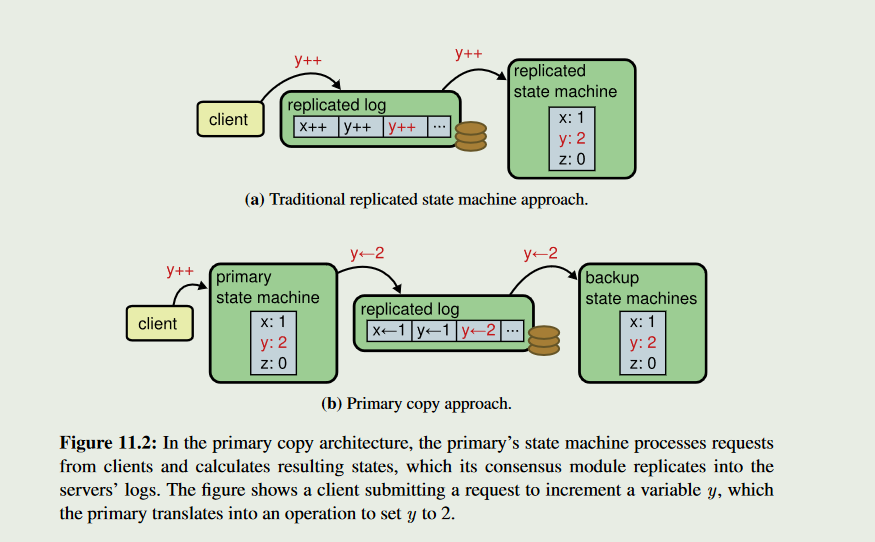 y++
y++
client
replicated log
x++ y++ y++ ...
replicated
state machine
x: 1
y: 2
z: 0
(a) Traditional replicated state machine approach.
y++
client
primary
state machine
x: 1
y: 2
z: 0
y←2
replicated log
x←1 y←1 y←2 ...
y←2
backup
state machines
x: 1
y: 2
z: 0
(b) Primary copy approach.
Figure 11.2: In the primary copy architecture, the primary's state machine processes requests
from clients and calculates resulting states, which its consensus module replicates into the
servers' logs. The figure shows a client submitting a request to increment a variable y, which
the primary translates into an operation to set y to 2.